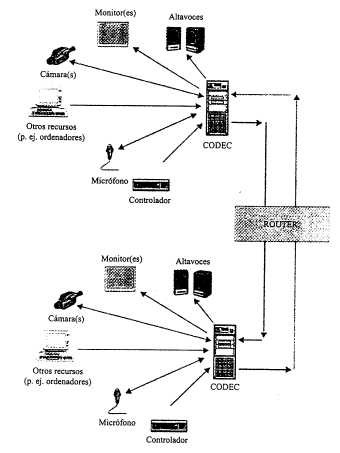 Monitor(es)
Altavoces
Cámara(s)
Otros recursos
(p. ej. ordenadores)
CODEC
Micrófono
Controlador
ROUTER
Monitor(es)
Altavoces
Cámara(s)
Otros recursos
(p. ej. ordenadores)
CODEC
Micrófono
Controlador